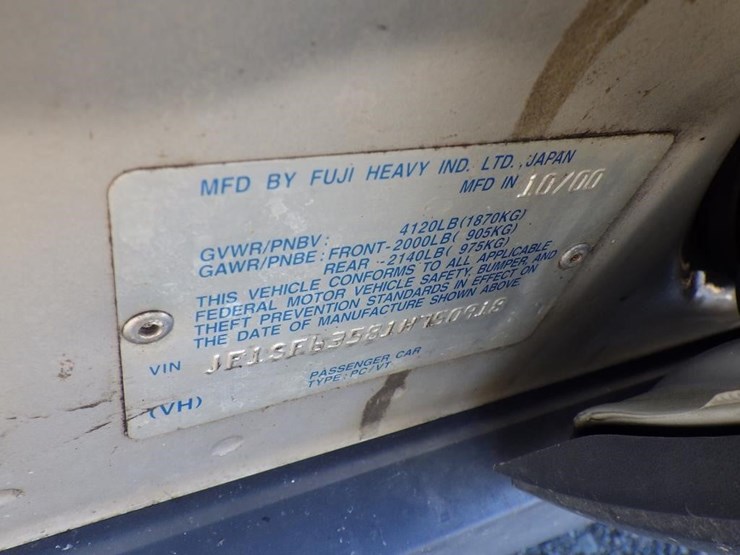 MFD BY FUJI HEAVY IND. LTD. JAPAN
MFD IN 10/00
GVWR/PNBV: 4120LB(1870KG)
GAWR/PNBE: FRONT-2000LB( 905KG)
REAR -2140LB( 975KG)
THIS VEHICLE CONFORMS TO ALL APPLICABLE
FEDERAL MOTOR VEHICLE SAFETY, BUMPER, AND
THEFT PREVENTION STANDARDS IN EFFECT ON
THE DATE OF MANUFACTURE SHOWN ABOVE
VIN
PASSENGER CAR
(VH) TYPE:PC/VT